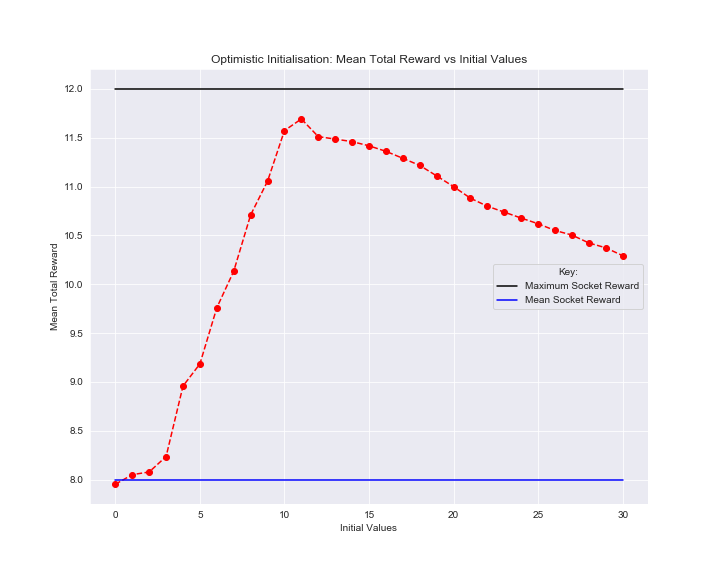 Optimistic Initialisation: Mean Total Reward vs Initial Values
12.0
11.5
11.0
10.5
10.0
9.5
9.0
8.5
8.0
Mean Total Reward
Key:
Maximum Socket Reward
Mean Socket Reward
0 5 10 15 20 25 30
Initial Values